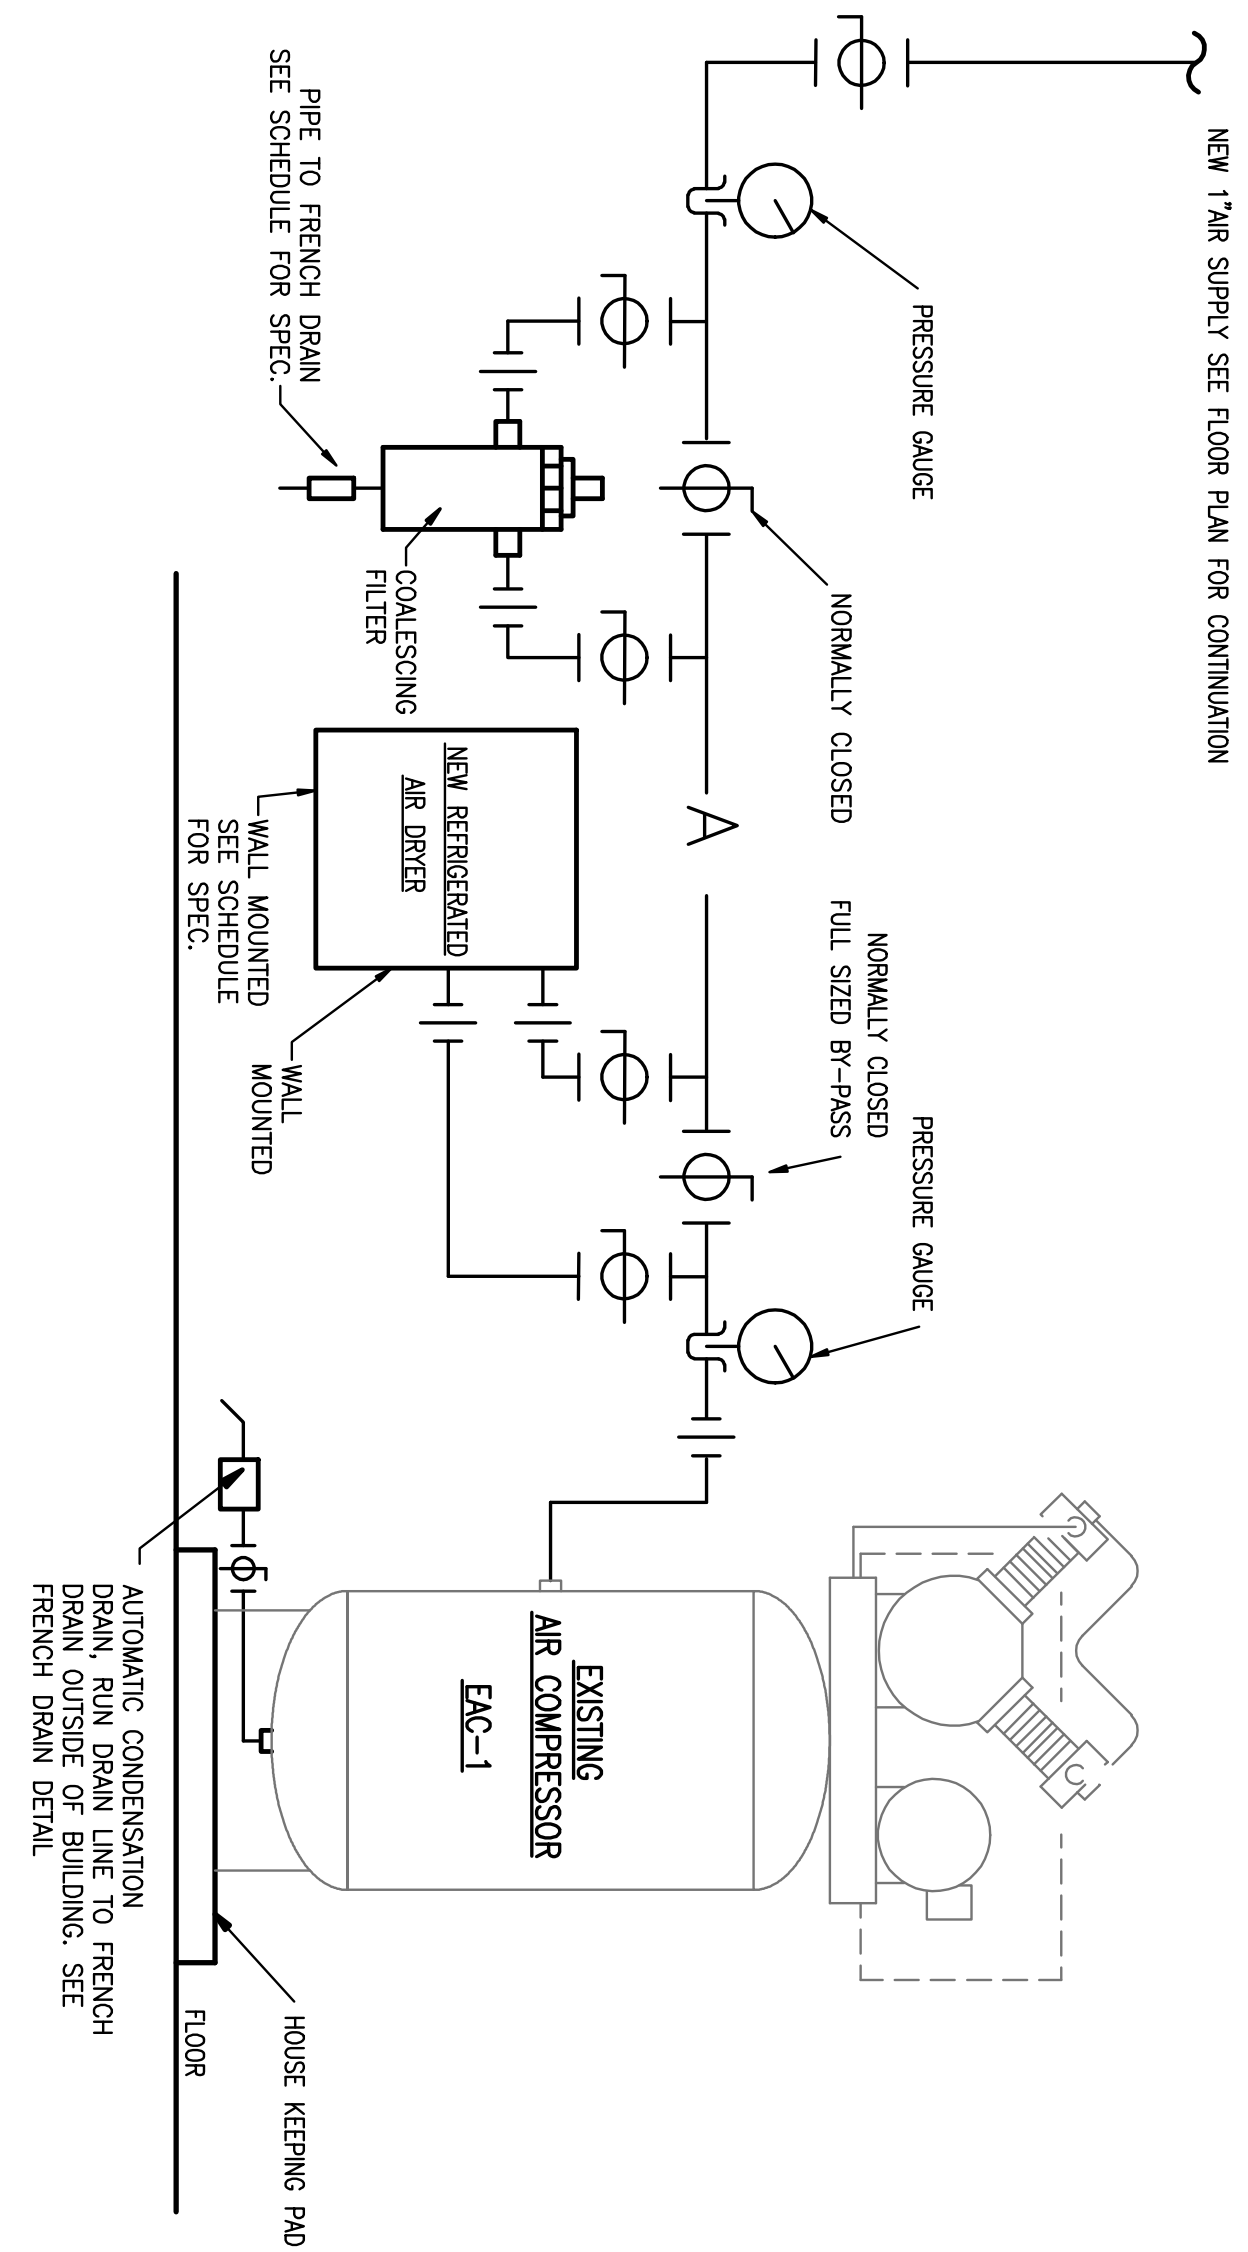 NEW 1"AIR SUPPLY SEE FLOOR PLAN FOR CONTINUATION
PRESSURE GAUGE
NORMALLY CLOSED
NORMALLY CLOSED
FULL SIZED BY-PASS
PRESSURE GAUGE
A
PIPE TO FRENCH DRAIN
SEE SCHEDULE FOR SPEC.
COALESCING
FILTER
NEW REFRIGERATED
AIR DRYER
WALL MOUNTED
SEE SCHEDULE
FOR SPEC.
WALL
MOUNTED
EXISTING
AIR COMPRESSOR
EAC-1
AUTOMATIC CONDENSATION
DRAIN, RUN DRAIN LINE TO FRENCH
DRAIN OUTSIDE OF BUILDING. SEE
FRENCH DRAIN DETAIL
HOUSE KEEPING PAD
FLOOR